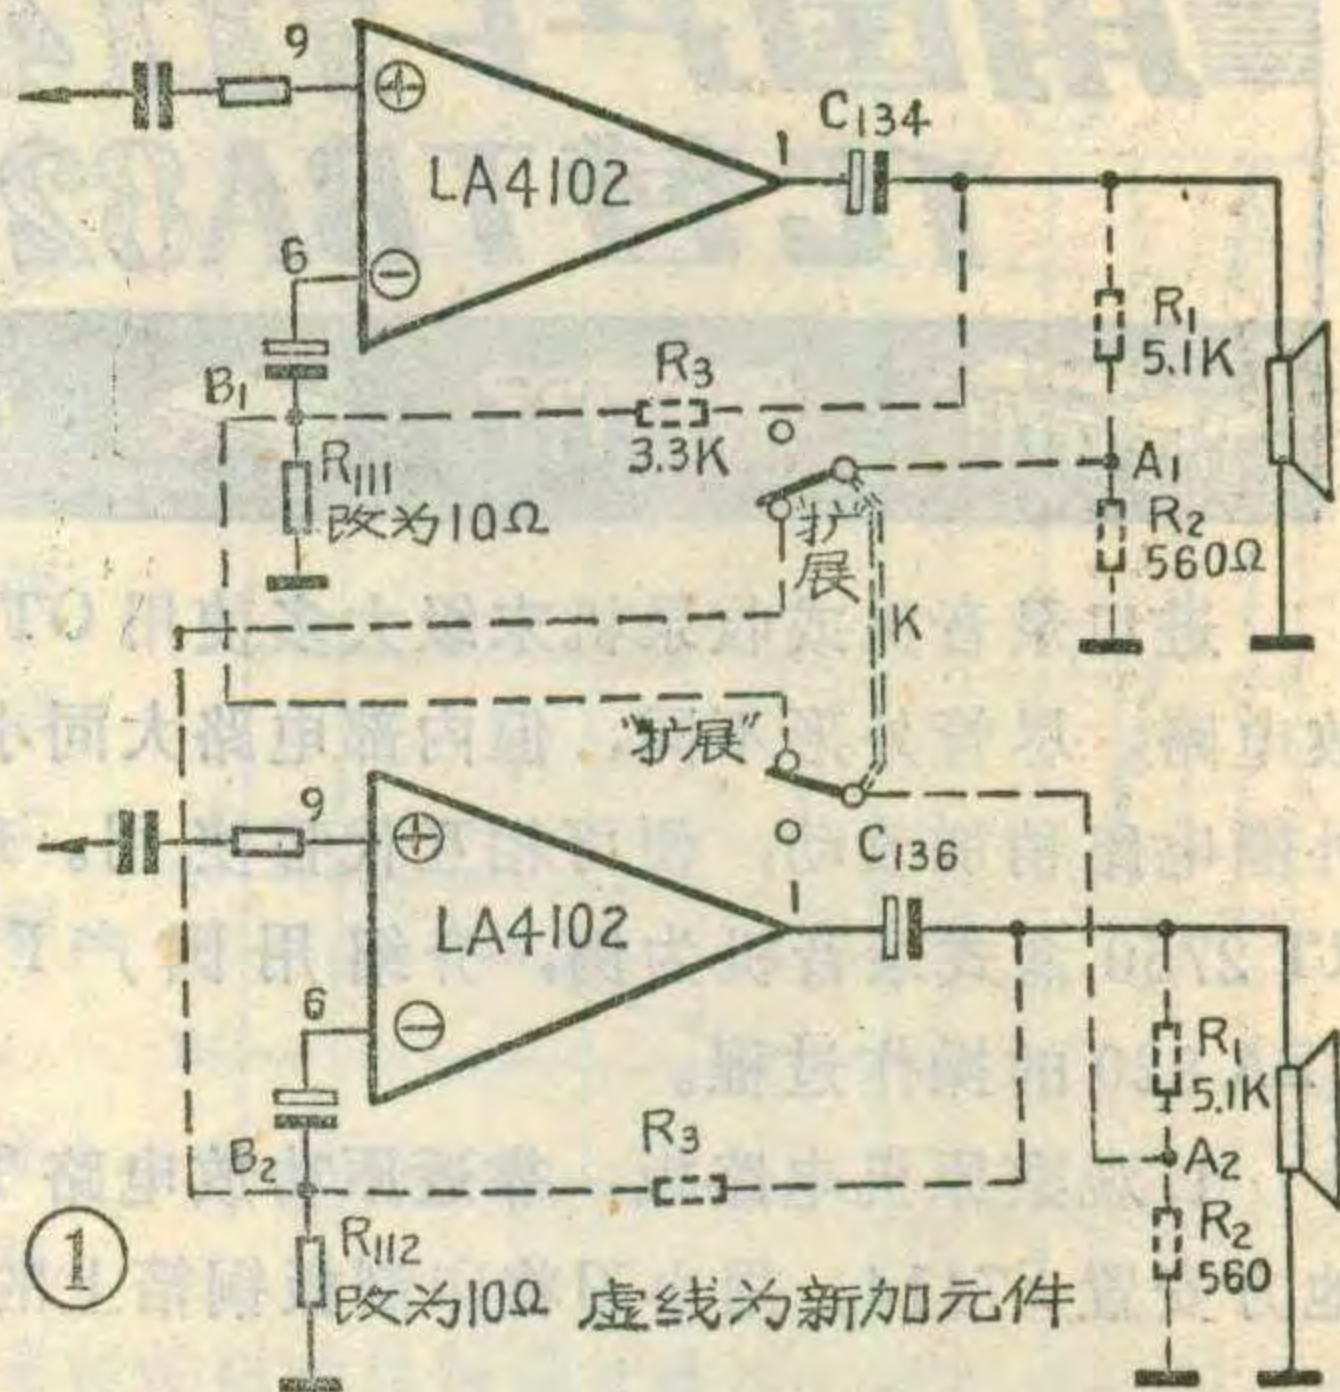 9
C134
1
LA4102
6
R1
5.1K
B1
R3
3.3K
A1
R111
改为10Ω
"扩
展"
R2
560Ω
K
"扩展"
9
C136
1
LA4102
6
R1
5.1K
B2
R3
A2
R112
改为10Ω
R2
560
① 虚线为新加元件